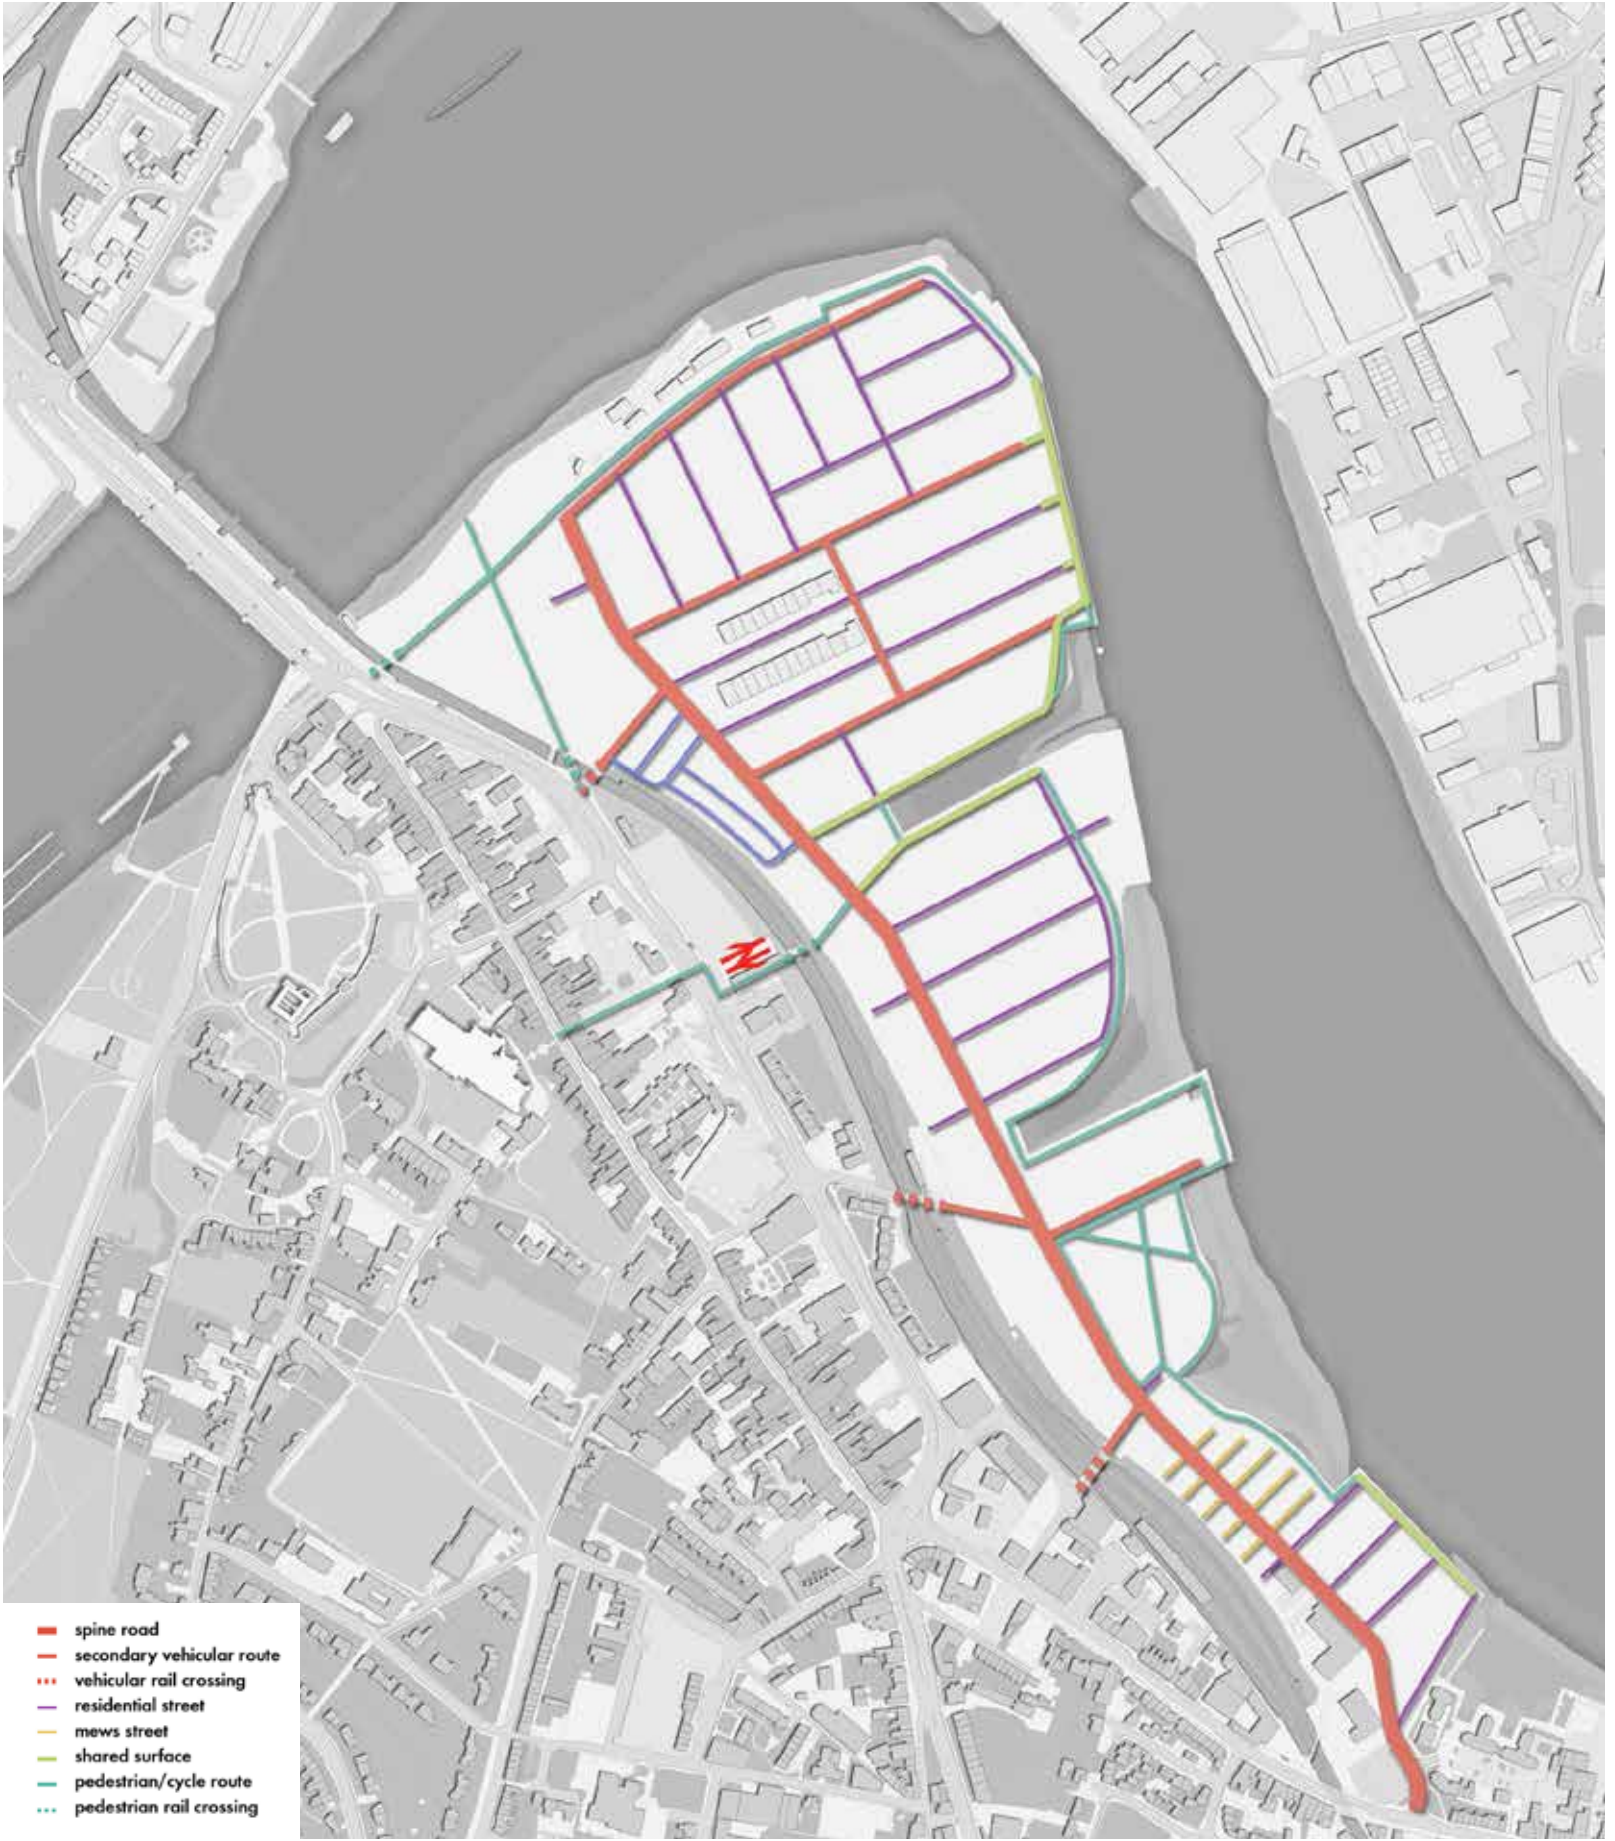 spine road
secondary vehicular route
vehicular rail crossing
residential street
mews street
shared surface
pedestrian/cycle route
pedestrian rail crossing